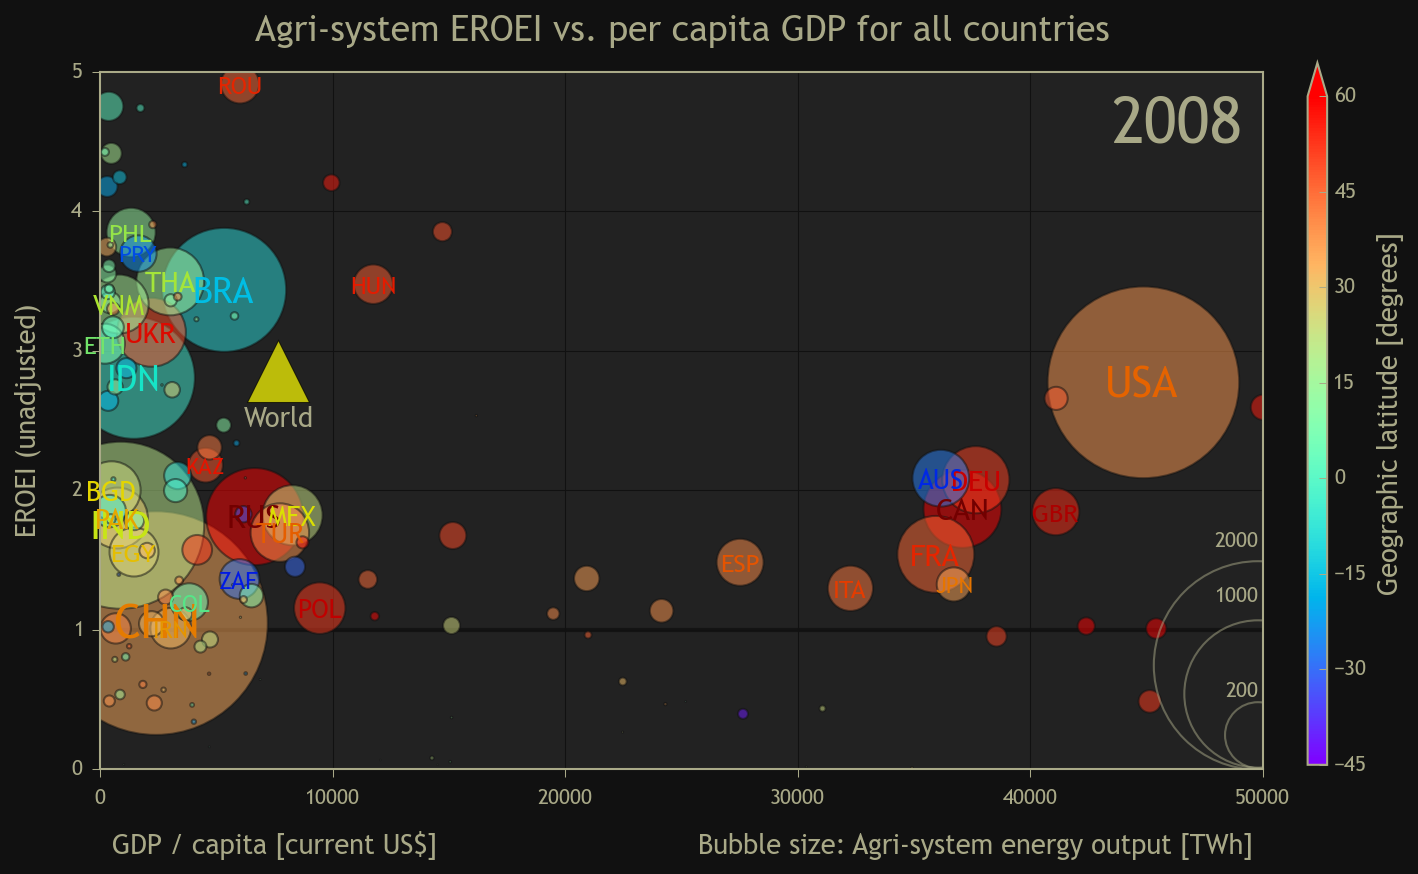 Agri-system EROEI vs. per capita GDP for all countries
2008
EROEI (unadjusted)
5
4
3
2
1
0
ROU
PHL
PRY
THA
BRA
HUN
VNM
UKR
ETH
IDN
World
USA
KAZ
BGD
AUS
DEU
PAK
IND
RUS
MEX
TUR
CAN
GBR
EGY
FRA
ESP
ZAF
ITA
JPN
COL
POL
CHN
IRN
2000
1000
200
0
10000
20000
30000
40000
50000
GDP / capita [current US$]
Bubble size: Agri-system energy output [TWh]
60
45
30
15
0
−15
−30
−45
Geographic latitude [degrees]